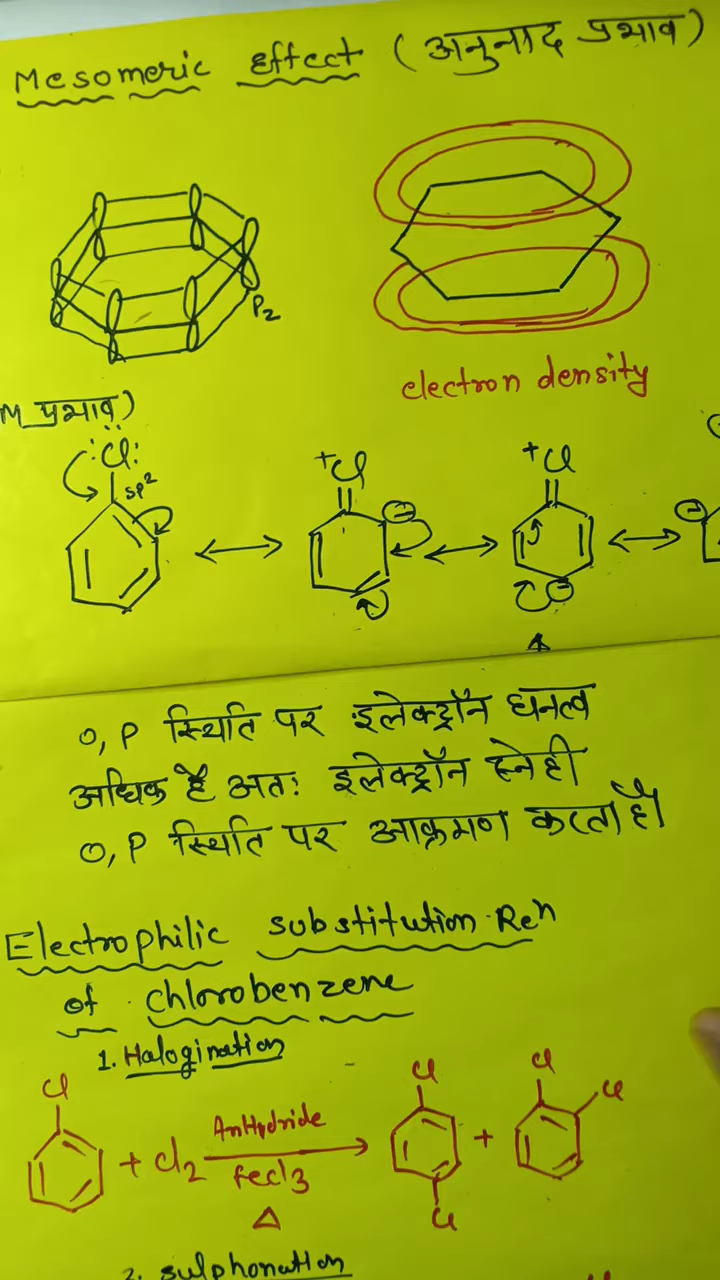 Mesomeric Effect (अनुनाद प्रभाव)
P2
electron density
M प्रभाव)
:Cl:
sp²
+Cl
+Cl
o, P स्थिति पर इलेक्ट्रॉन घनत्व
अधिक है अतः इलेक्ट्रॉन स्नेही
o, P स्थिति पर आक्रमण करता है।
Electrophilic substitution Ren
of chlorobenzene
1. Halogination
Cl
Cl
Cl
Cl
+ Cl2
AnHydride
FeCl3
Δ
+
Cl
2. sulphonation